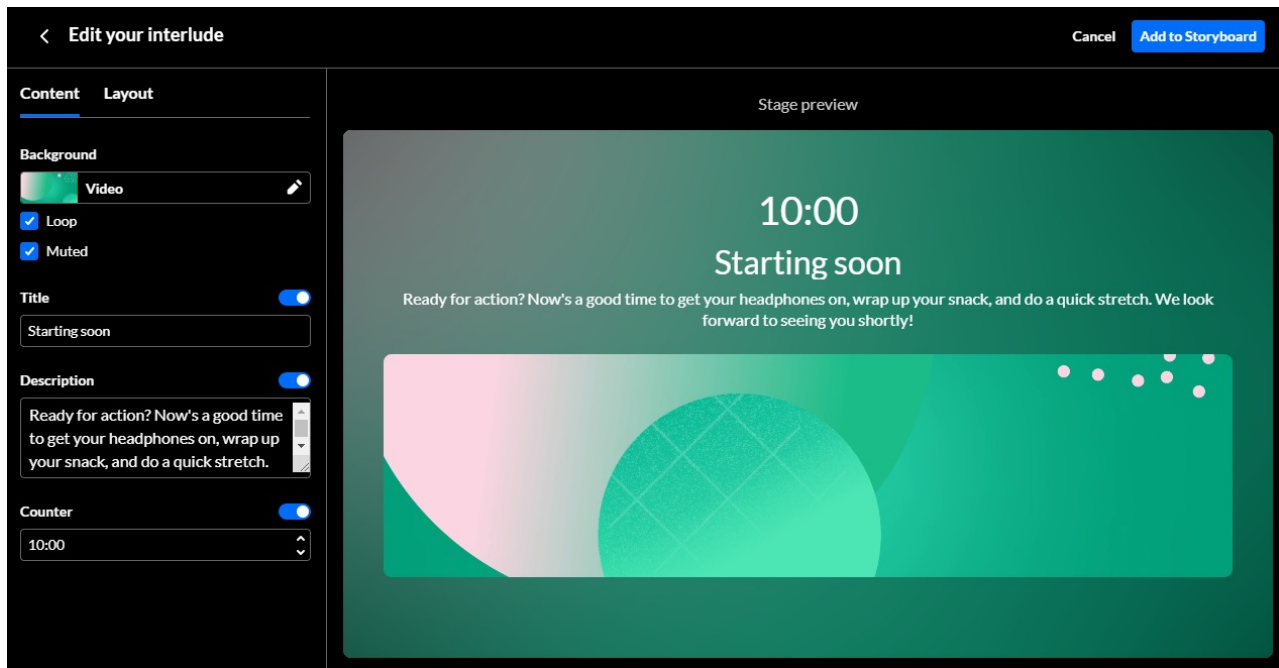 Edit your interlude
Cancel
Add to Storyboard
Content
Layout
Stage preview
Background
Video
Loop
Muted
Title
Starting soon
Description
Ready for action? Now's a good time
to get your headphones on, wrap up
your snack, and do a quick stretch.
Counter
10:00
10:00
Starting soon
Ready for action? Now's a good time to get your headphones on, wrap up your snack, and do a quick stretch. We look
forward to seeing you shortly!